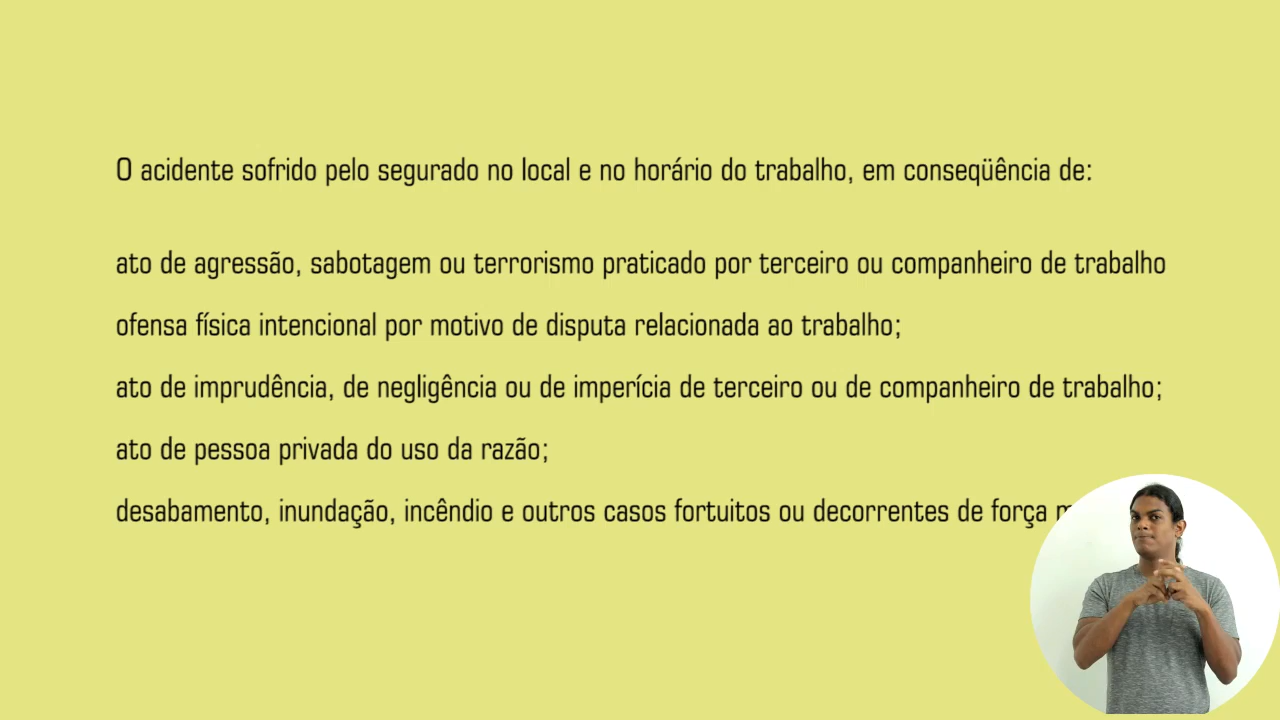 O acidente sofrido pelo segurado no local e no horário do trabalho, em conseqüência de:
ato de agressão, sabotagem ou terrorismo praticado por terceiro ou companheiro de trabalho
ofensa física intencional por motivo de disputa relacionada ao trabalho;
ato de imprudência, de negligência ou de imperícia de terceiro ou de companheiro de trabalho;
ato de pessoa privada do uso da razão;
desabamento, inundação, incêndio e outros casos fortuitos ou decorrentes de força